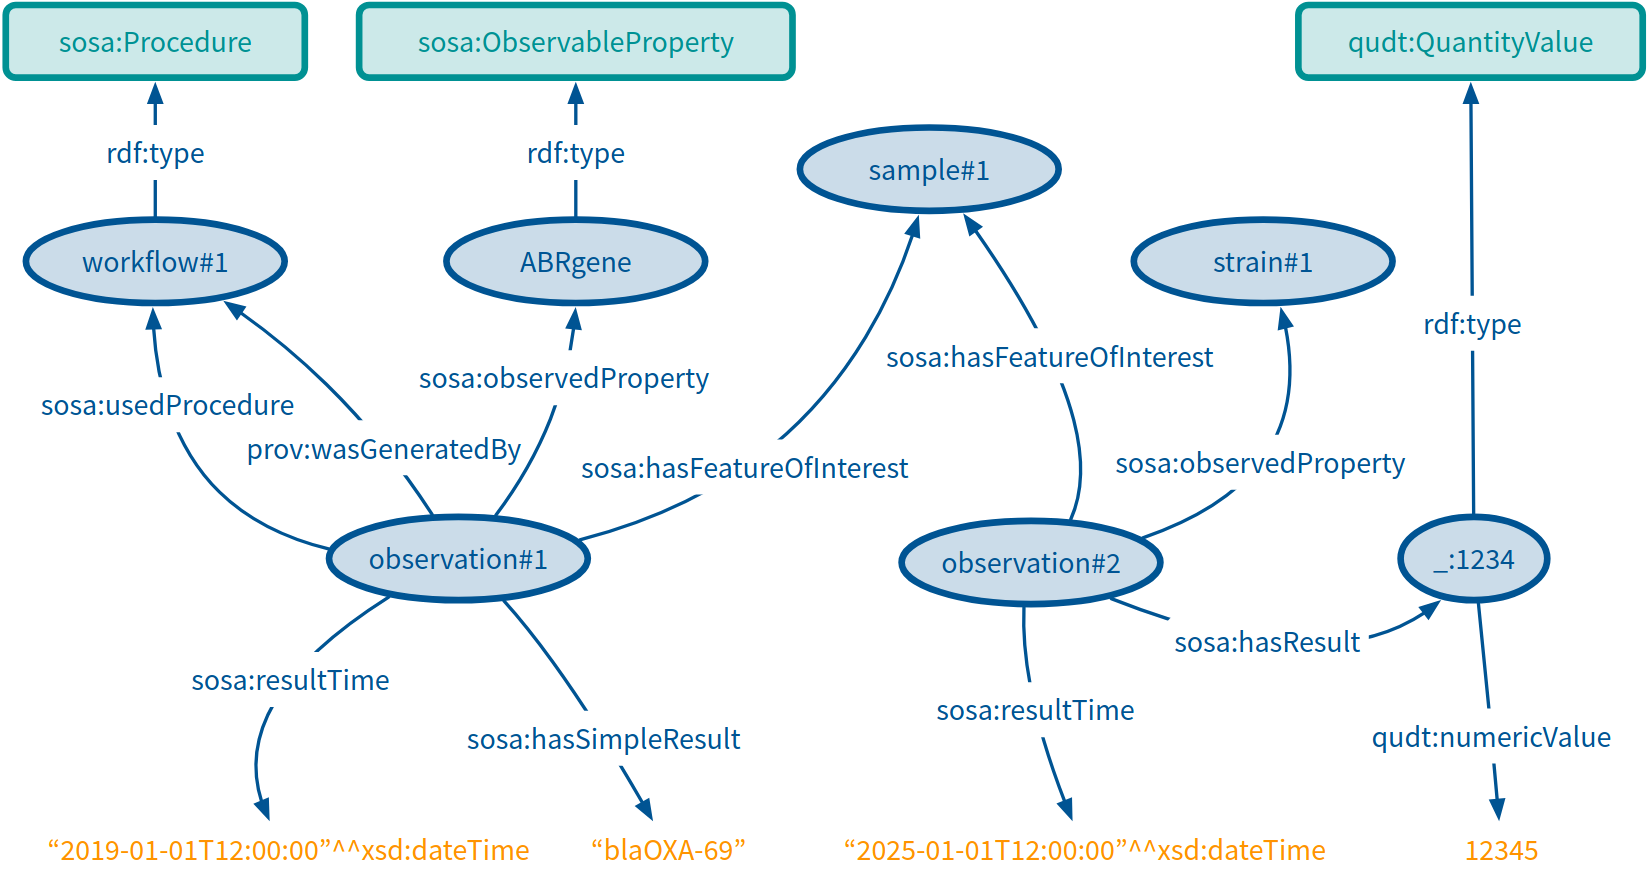 sosa:Procedure
sosa:ObservableProperty
qudt:QuantityValue
rdf:type
rdf:type
sample#1
workflow#1
ABRgene
strain#1
rdf:type
sosa:hasFeatureOfInterest
sosa:observedProperty
sosa:usedProcedure
prov:wasGeneratedBy
sosa:hasFeatureOfInterest
sosa:observedProperty
observation#1
observation#2
_:1234
sosa:hasResult
sosa:resultTime
sosa:resultTime
sosa:hasSimpleResult
qudt:numericValue
“2019-01-01T12:00:00”^^xsd:dateTime
“blaOXA-69”
“2025-01-01T12:00:00”^^xsd:dateTime
12345